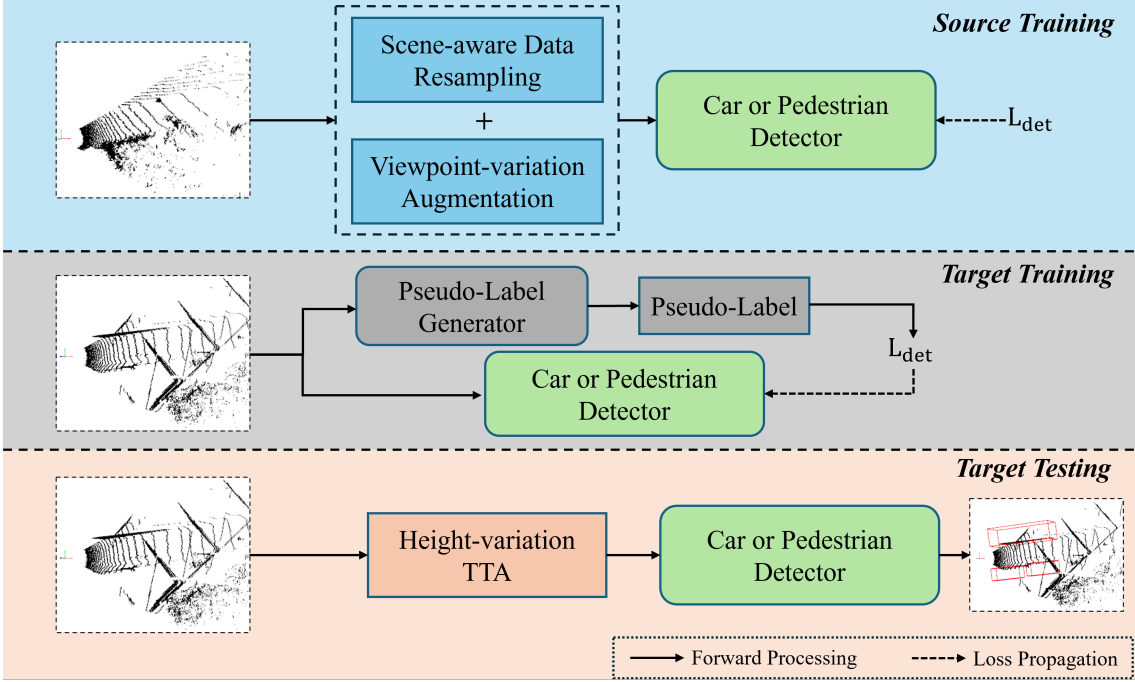 Source Training
Scene-aware Data
Resampling
+
Viewpoint-variation
Augmentation
Car or Pedestrian
Detector
L_det
Target Training
Pseudo-Label
Generator
Pseudo-Label
L_det
Car or Pedestrian
Detector
Target Testing
Height-variation
TTA
Car or Pedestrian
Detector
Forward Processing
Loss Propagation